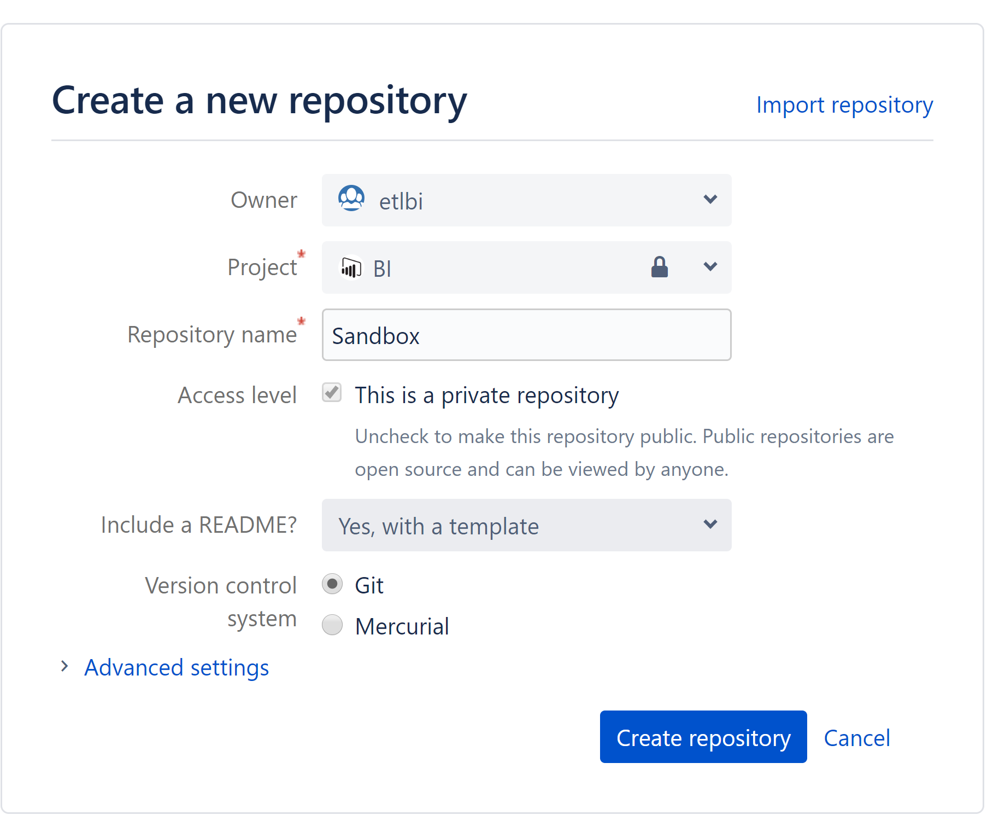 Create a new repository
Import repository
Owner
etlbi
Project*
BI
Repository name*
Sandbox
Access level
This is a private repository
Uncheck to make this repository public. Public repositories are
open source and can be viewed by anyone.
Include a README?
Yes, with a template
Version control
system
Git
Mercurial
Advanced settings
Create repository
Cancel